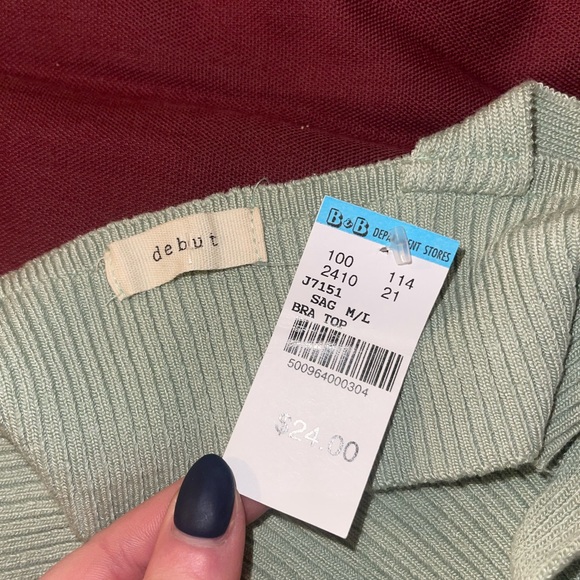 debut
B&B DEPARTMENT STORES
100 114
2410 21
J7151
SAG M/L
BRA TOP
500964000304
$24.00